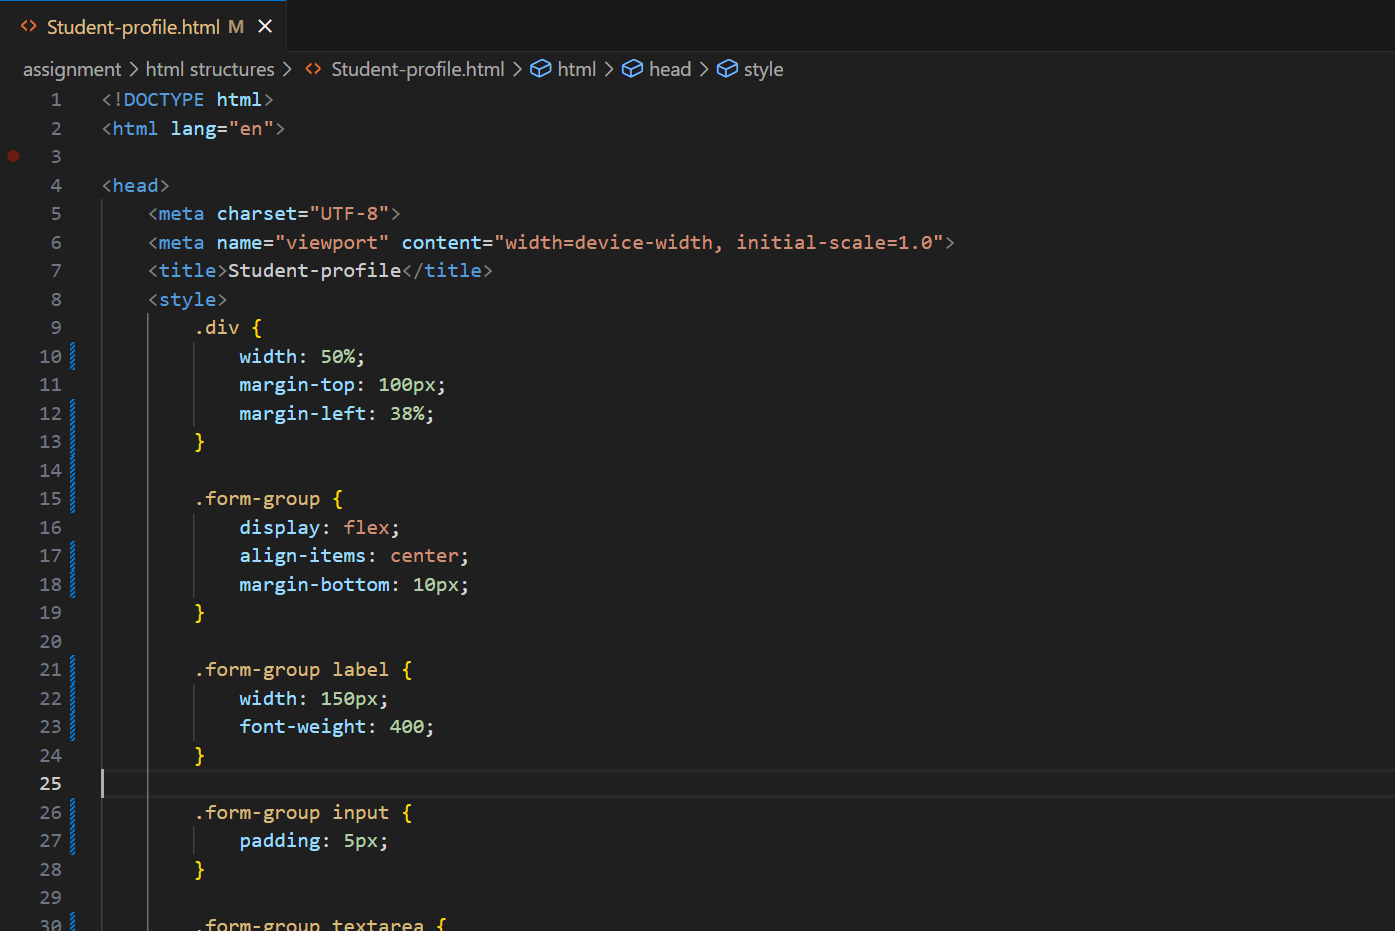 Student-profile.html M
assignment > html structures > Student-profile.html > html > head > style
1 <!DOCTYPE html>
2 <html lang="en">
3
4 <head>
5     <meta charset="UTF-8">
6     <meta name="viewport" content="width=device-width, initial-scale=1.0">
7     <title>Student-profile</title>
8     <style>
9         .div {
10             width: 50%;
11             margin-top: 100px;
12             margin-left: 38%;
13         }
14
15         .form-group {
16             display: flex;
17             align-items: center;
18             margin-bottom: 10px;
19         }
20
21         .form-group label {
22             width: 150px;
23             font-weight: 400;
24         }
25
26         .form-group input {
27             padding: 5px;
28         }
29
30         .form-group textarea {